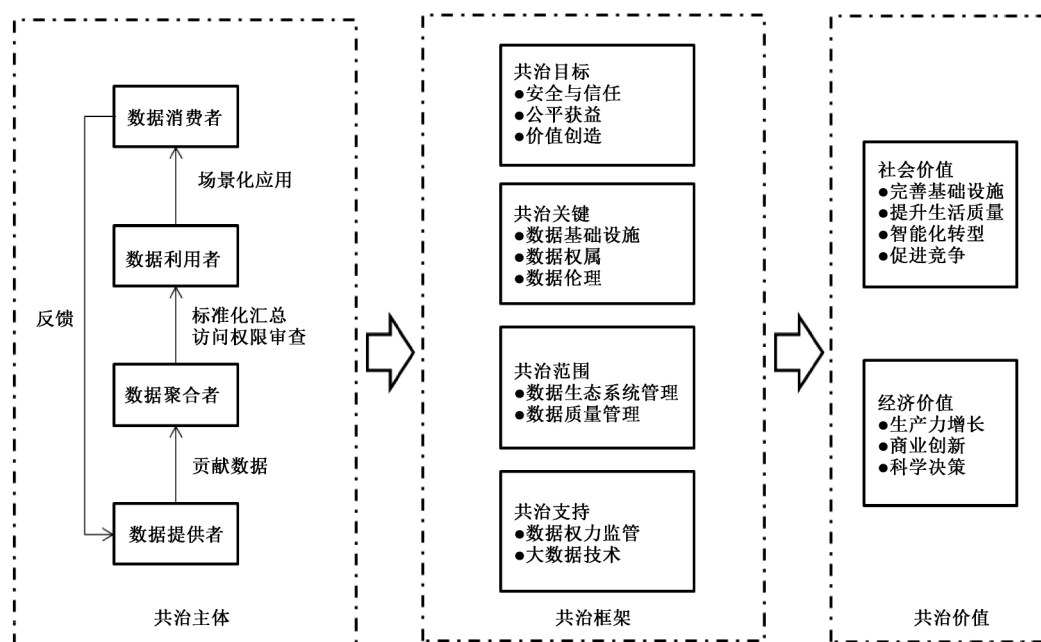 数据消费者
场景化应用
数据利用者
反馈
标准化汇总
访问权限审查
数据聚合者
贡献数据
数据提供者
共治主体
共治目标
●安全与信任
●公平获益
●价值创造
共治关键
●数据基础设施
●数据权属
●数据伦理
共治范围
●数据生态系统管理
●数据质量管理
共治支持
●数据权力监管
●大数据技术
共治框架
社会价值
●完善基础设施
●提升生活质量
●智能化转型
●促进竞争
经济价值
●生产力增长
●商业创新
●科学决策
共治价值